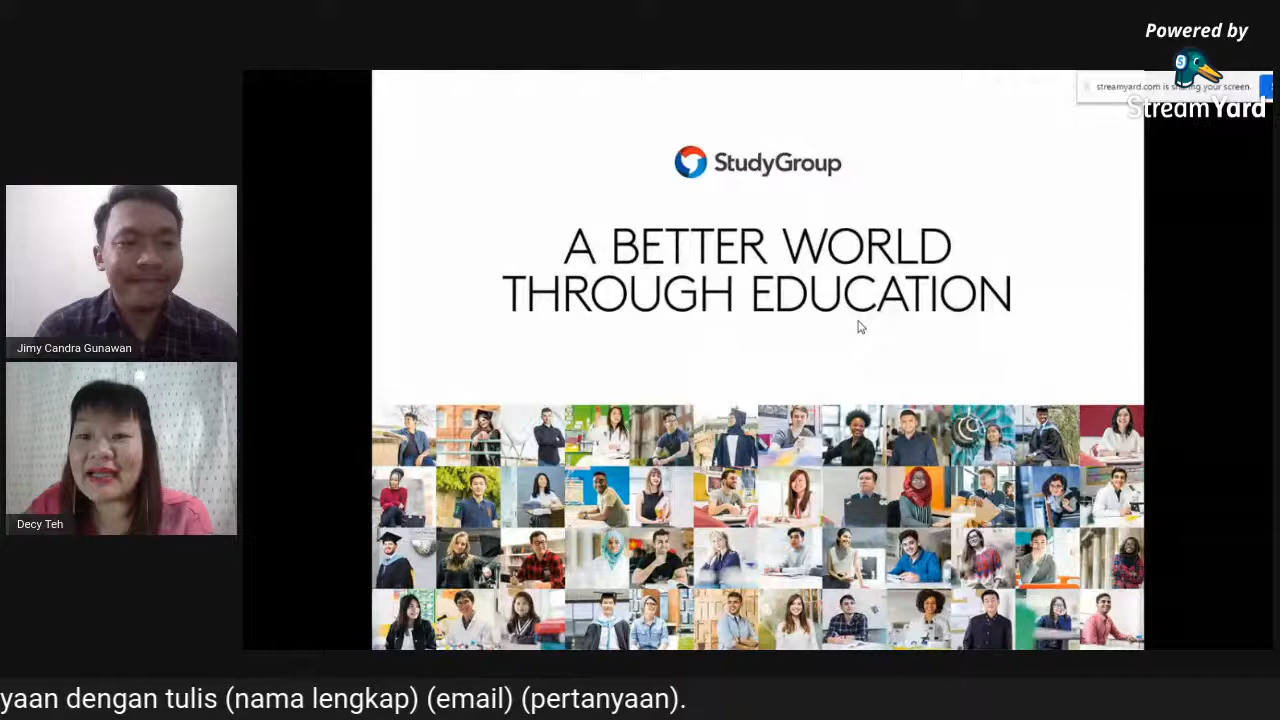 Powered by
StreamYard
streamyard.com is sharing your screen.
StudyGroup
A BETTER WORLD
THROUGH EDUCATION
Jimy Candra Gunawan
Decy Teh
yaan dengan tulis (nama lengkap) (email) (pertanyaan).